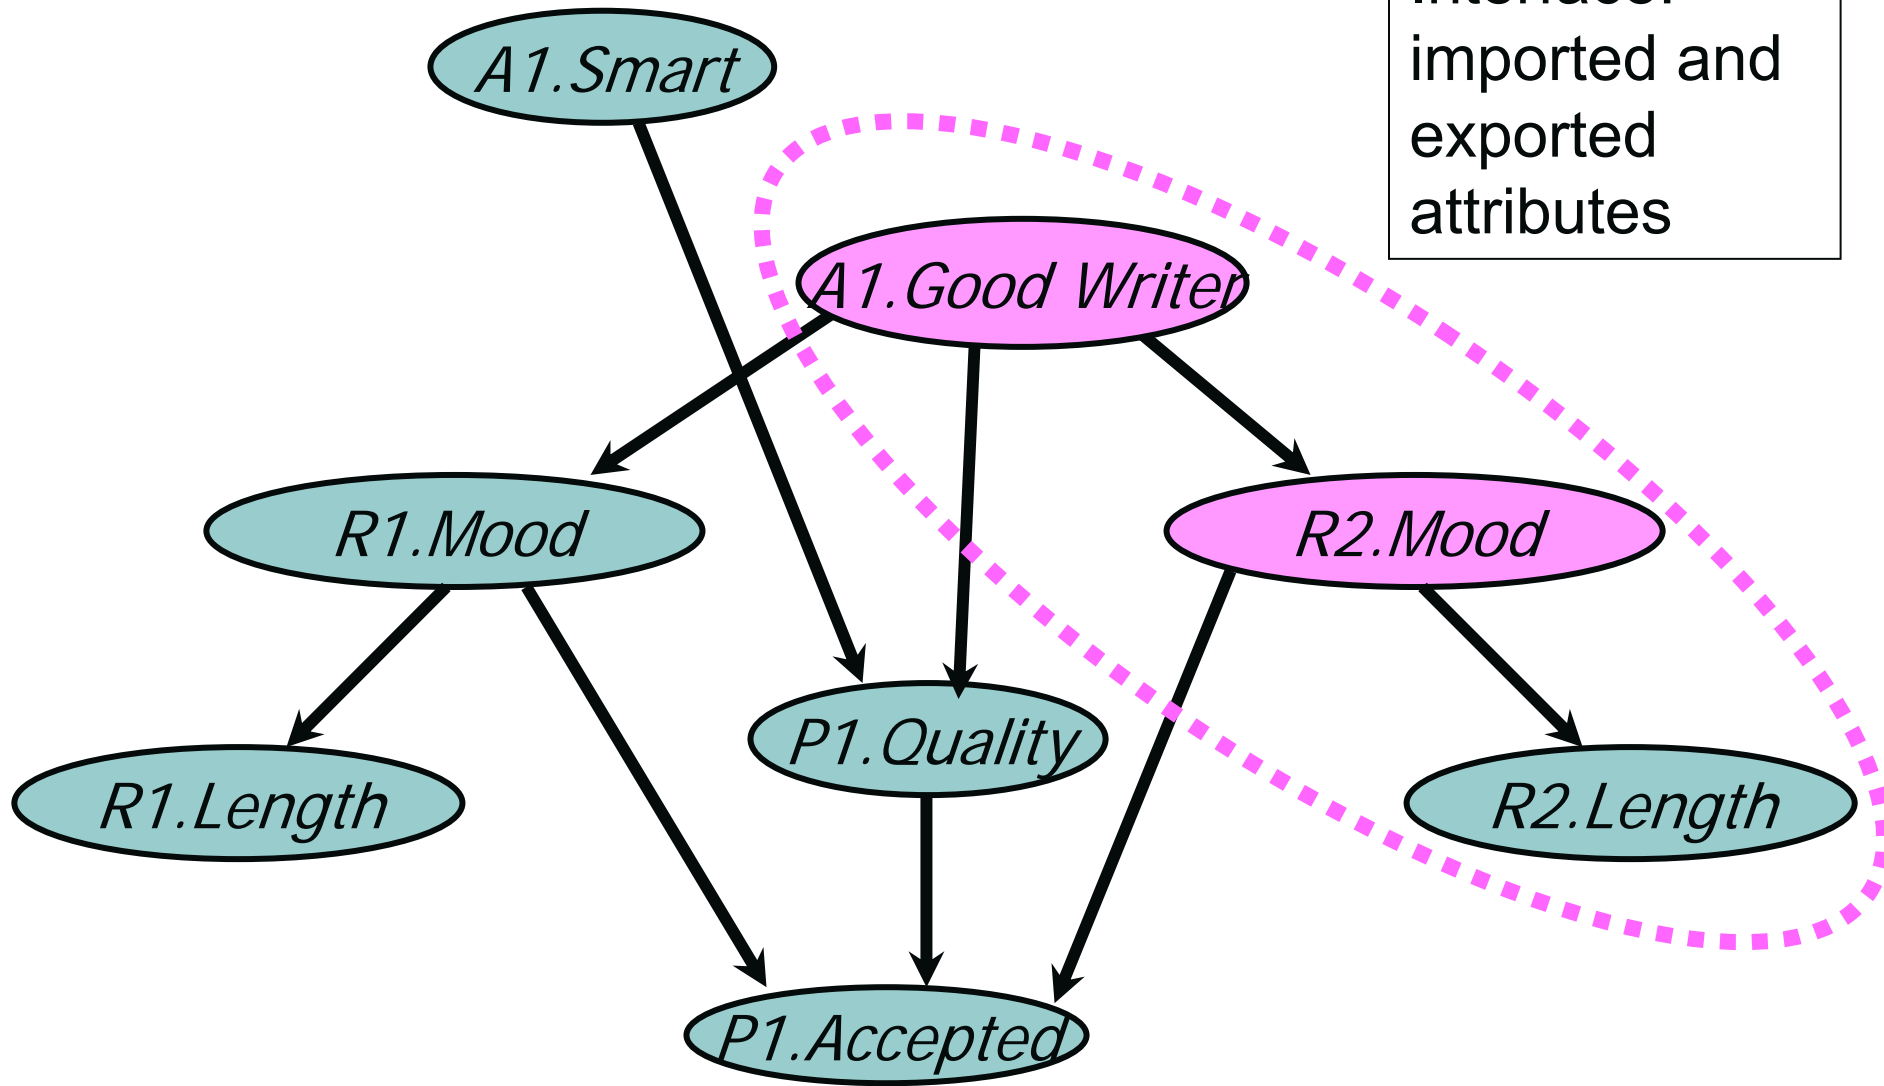 A1.Smart
imported and
exported
attributes
A1.Good Writer
R1.Mood
R2.Mood
P1.Quality
R1.Length
R2.Length
P1.Accepted